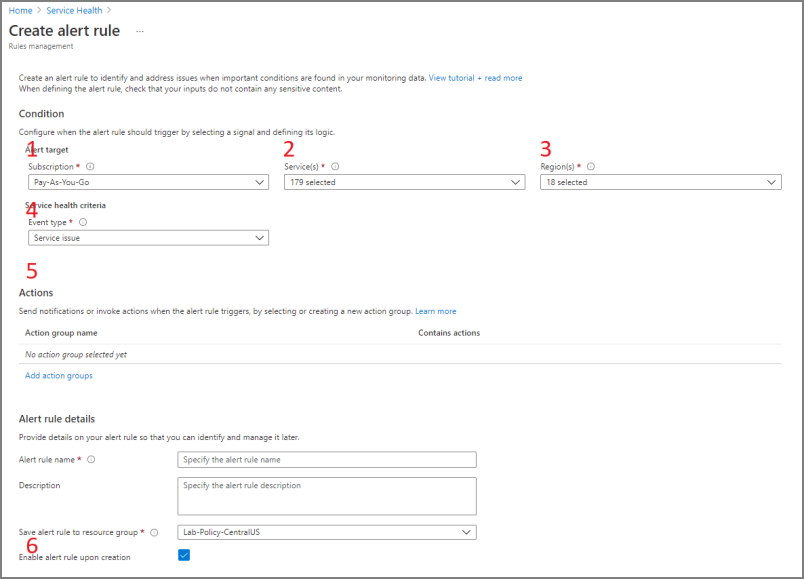 Home > Service Health >
Create alert rule ...
Rules management
Create an alert rule to identify and address issues when important conditions are found in your monitoring data. View tutorial + read more
When defining the alert rule, check that your inputs do not contain any sensitive content.
Condition
Configure when the alert rule should trigger by selecting a signal and defining its logic.
1 2 3
Alert target
Subscription * Service(s) * Region(s) *
Pay-As-You-Go 179 selected 18 selected
Service health criteria
4
Event type *
Service issue
5
Actions
Send notifications or invoke actions when the alert rule triggers, by selecting or creating a new action group. Learn more
Action group name Contains actions
No action group selected yet
Add action groups
Alert rule details
Provide details on your alert rule so that you can identify and manage it later.
Alert rule name * Specify the alert rule name
Description Specify the alert rule description
Save alert rule to resource group * Lab-Policy-CentralUS
6
Enable alert rule upon creation